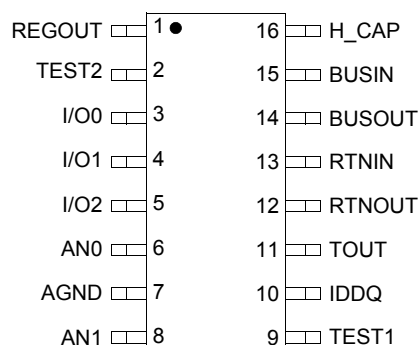 REGOUT 1 16 H_CAP
TEST2 2 15 BUSIN
I/O0 3 14 BUSOUT
I/O1 4 13 RTNIN
I/O2 5 12 RTNOUT
AN0 6 11 TOUT
AGND 7 10 IDDQ
AN1 8 9 TEST1